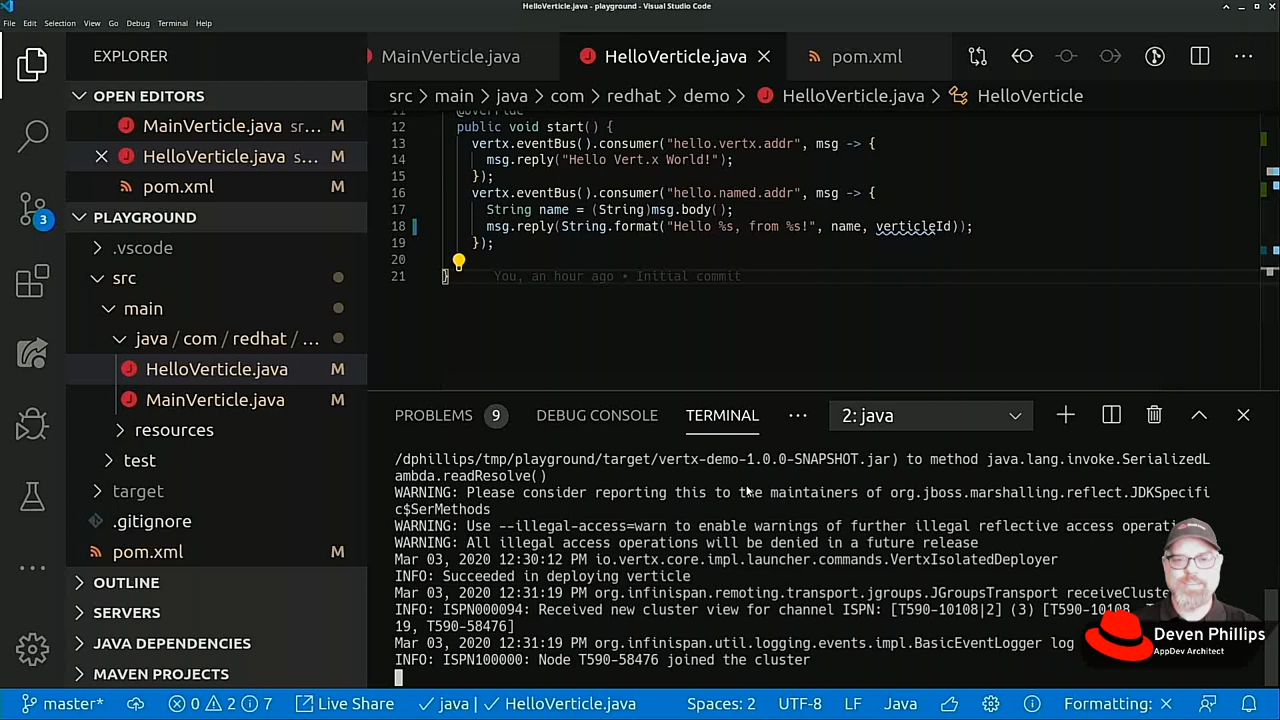 HelloVerticle.java - playground - Visual Studio Code
File Edit Selection View Go Debug Terminal Help
EXPLORER
MainVerticle.java HelloVerticle.java pom.xml
OPEN EDITORS
MainVerticle.java sr... M
HelloVerticle.java s... M
pom.xml M
PLAYGROUND
.vscode
src
main
java / com / redhat / ...
HelloVerticle.java M
MainVerticle.java M
resources
test
target
.gitignore
pom.xml M
OUTLINE
SERVERS
JAVA DEPENDENCIES
MAVEN PROJECTS
3
src > main > java > com > redhat > demo > HelloVerticle.java > HelloVerticle
11 @Override
12 public void start() {
13 vertx.eventBus().consumer("hello.vertx.addr", msg -> {
14 msg.reply("Hello Vert.x World!");
15 });
16 vertx.eventBus().consumer("hello.named.addr", msg -> {
17 String name = (String)msg.body();
18 msg.reply(String.format("Hello %s, from %s!", name, verticleId));
19 });
20
21 } You, an hour ago • Initial commit
PROBLEMS 9 DEBUG CONSOLE TERMINAL ... 2: java
/dphillips/tmp/playground/target/vertx-demo-1.0.0-SNAPSHOT.jar) to method java.lang.invoke.SerializedL
ambda.readResolve()
WARNING: Please consider reporting this to the maintainers of org.jboss.marshalling.reflect.JDKSpecifi
c$SerMethods
WARNING: Use --illegal-access=warn to enable warnings of further illegal reflective access operati
WARNING: All illegal access operations will be denied in a future release
Mar 03, 2020 12:30:12 PM io.vertx.core.impl.launcher.commands.VertxIsolatedDeployer
INFO: Succeeded in deploying verticle
Mar 03, 2020 12:31:19 PM org.infinispan.remoting.transport.jgroups.JGroupsTransport receiveCluste
INFO: ISPN000094: Received new cluster view for channel ISPN: [T590-10108|2] (3) [T590-10108,
19, T590-58476]
Mar 03, 2020 12:31:19 PM org.infinispan.util.logging.events.impl.BasicEventLogger log
INFO: ISPN100000: Node T590-58476 joined the cluster
Deven Phillips
AppDev Architect
master* 0 2 7 Live Share java | HelloVerticle.java Spaces: 2 UTF-8 LF Java Formatting: ×